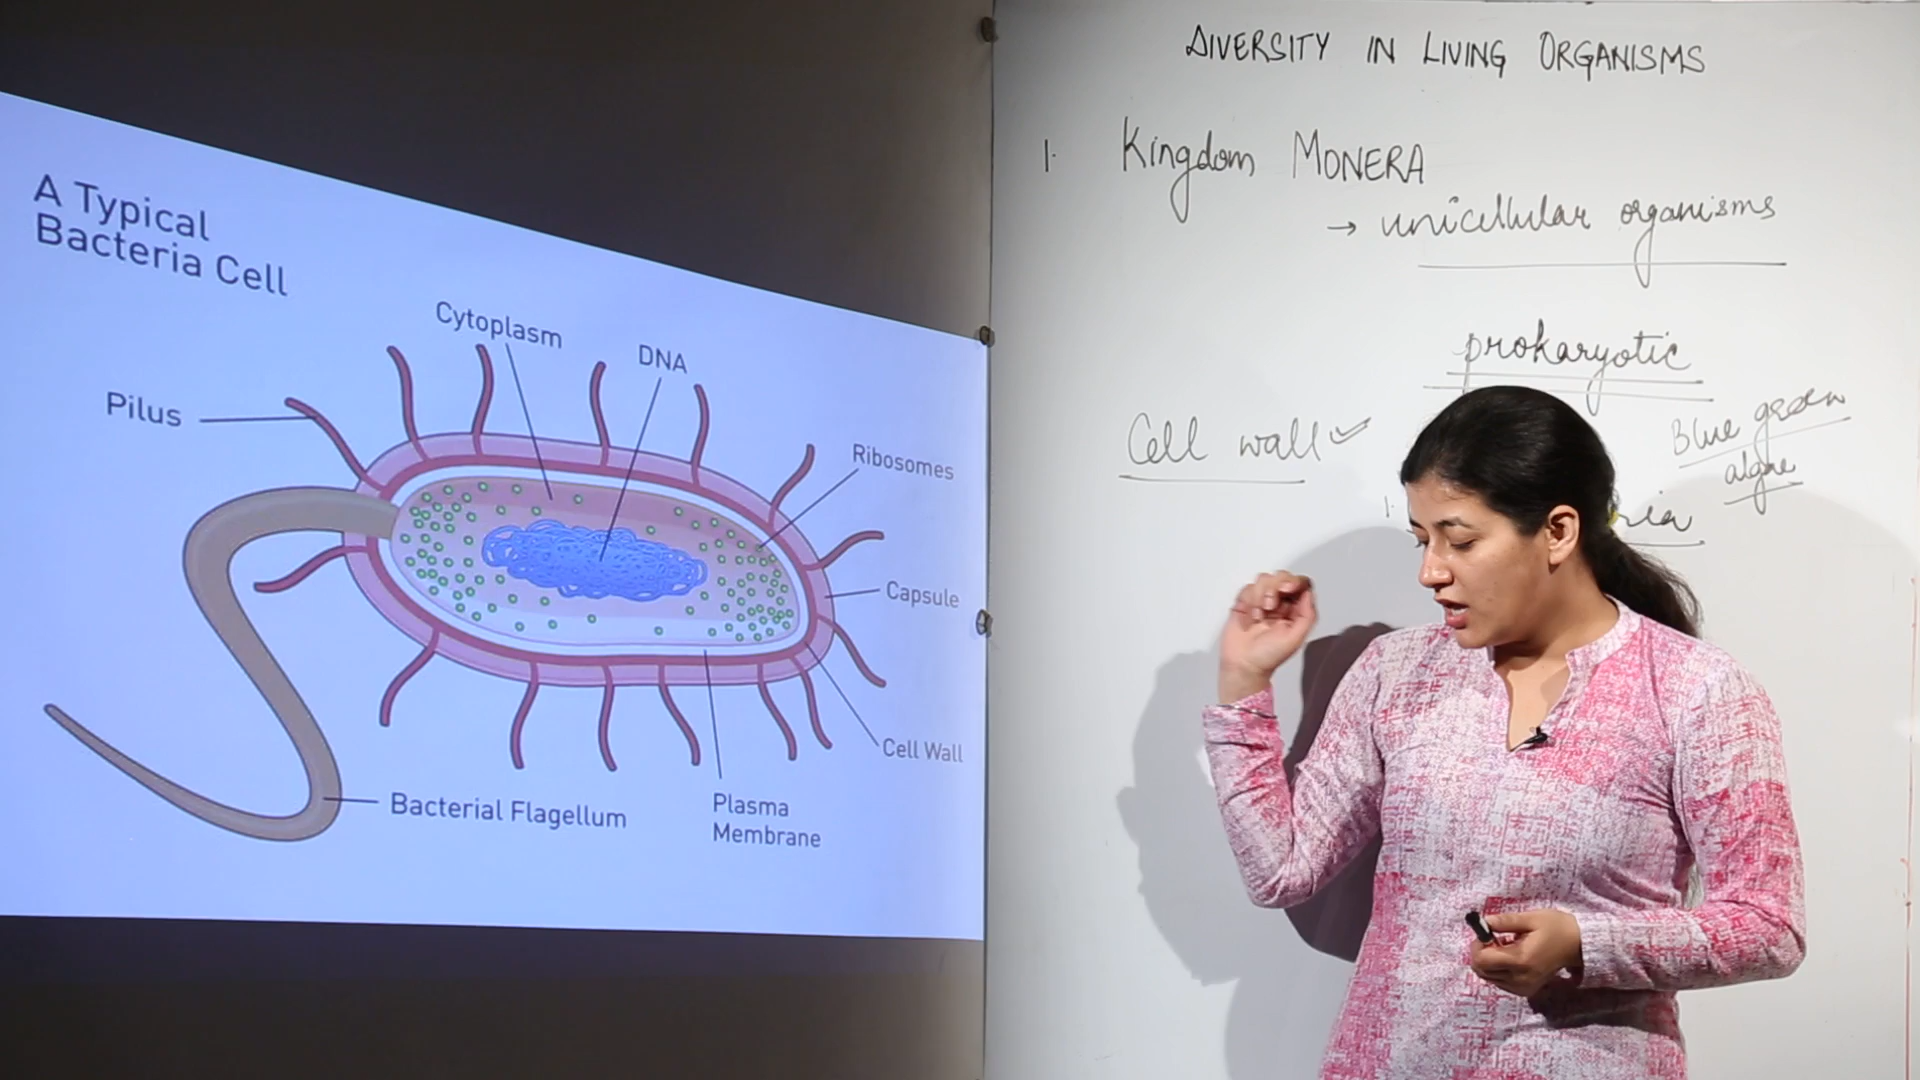 A Typical
Bacteria Cell
Cytoplasm
DNA
Pilus
Ribosomes
Capsule
Cell Wall
Plasma
Membrane
Bacterial Flagellum
DIVERSITY IN LIVING ORGANISMS
1. Kingdom MONERA
→ unicellular organisms
prokaryotic
Cell wall ✓
Blue green
algae
1.